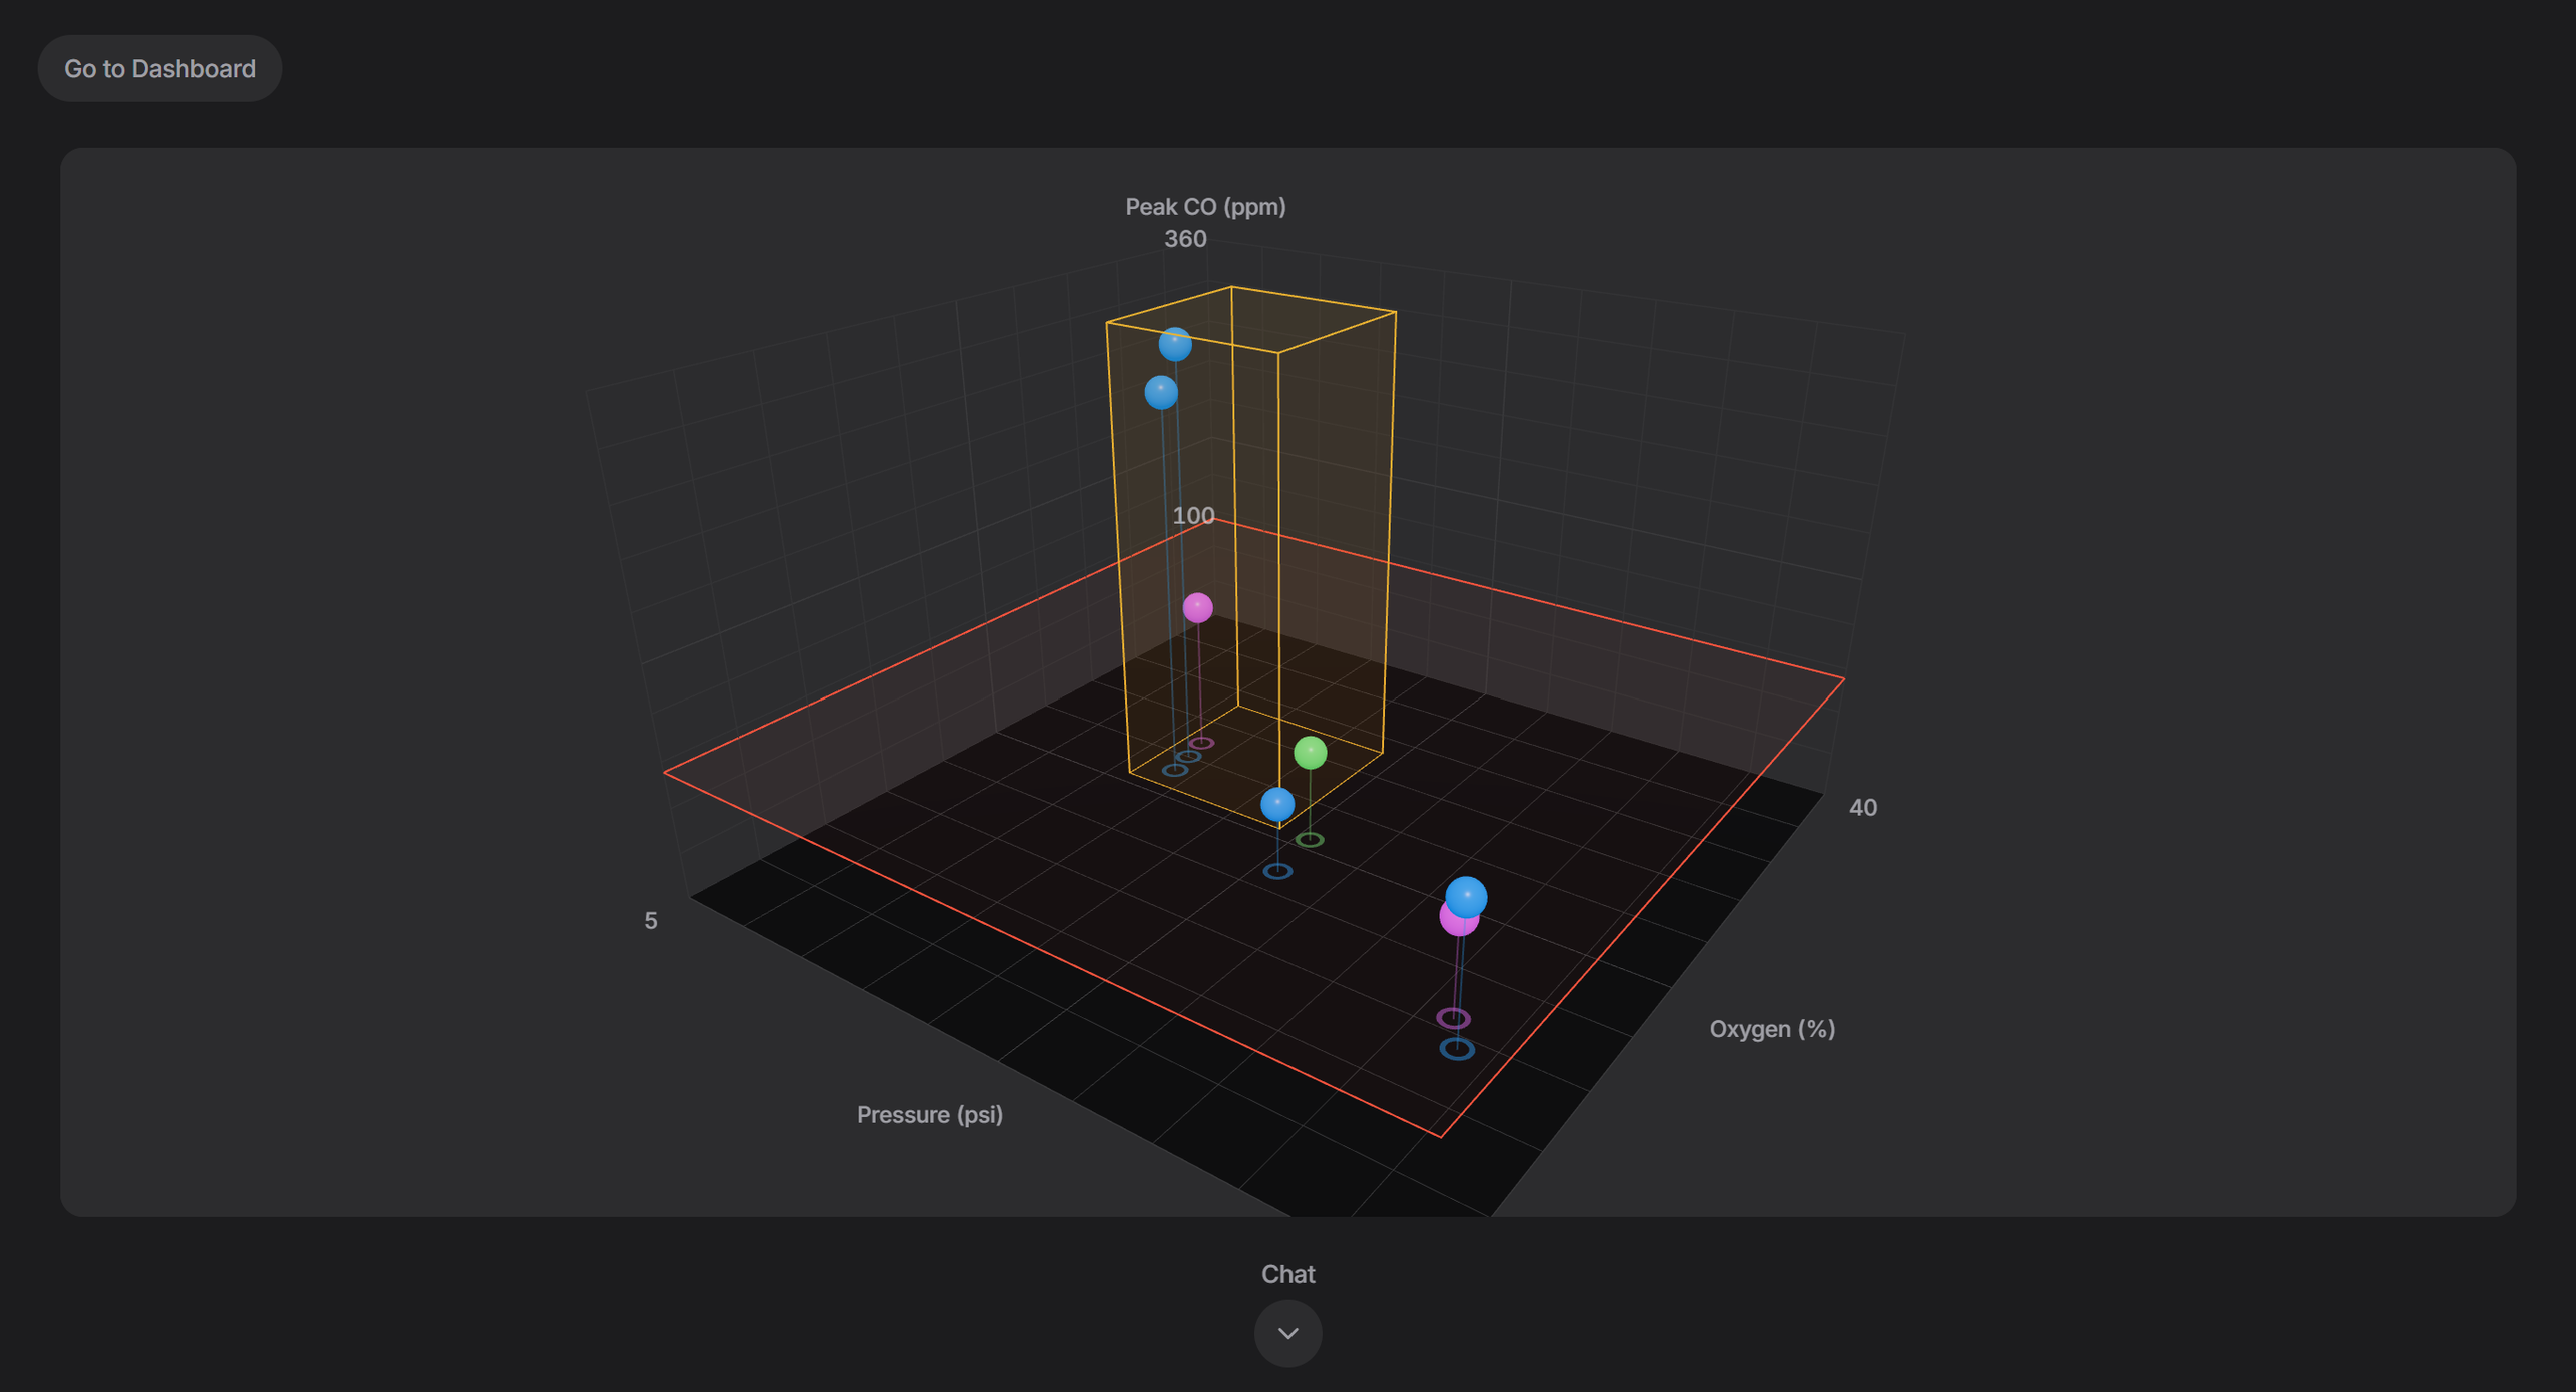 Go to Dashboard
Peak CO (ppm)
360
100
40
5
Oxygen (%)
Pressure (psi)
Chat